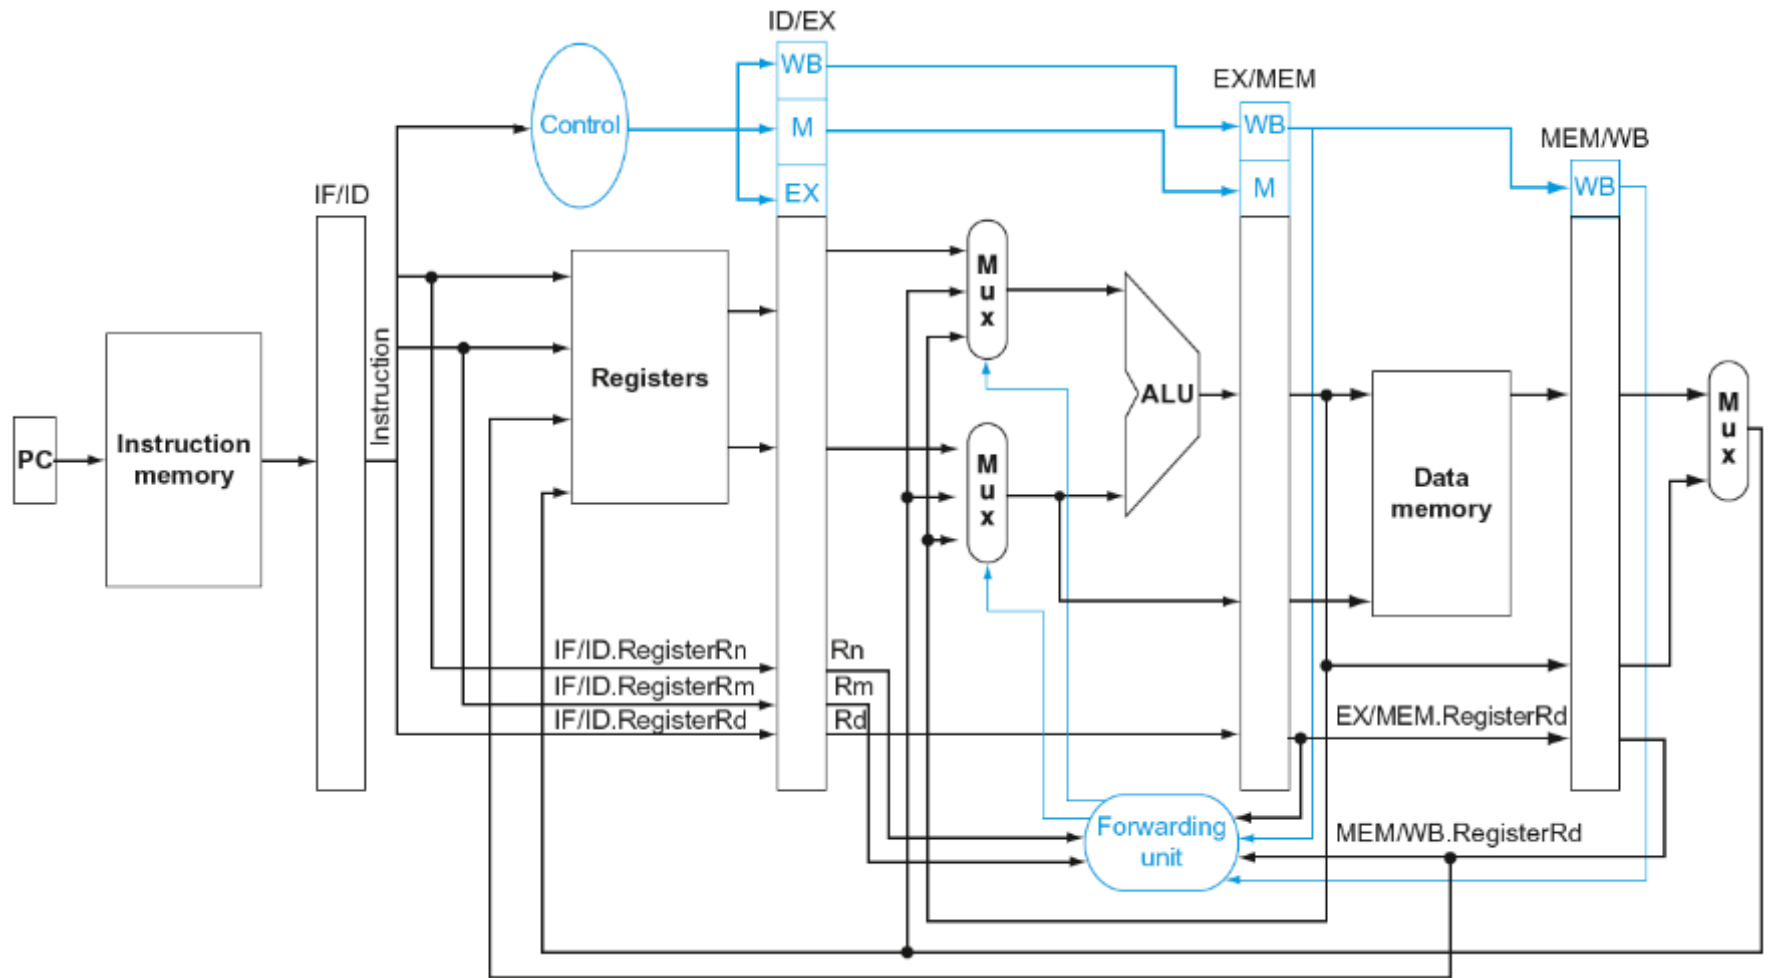 ID/EX
WB
EX/MEM
Control
M
WB
MEM/WB
IF/ID
EX
M
WB
M
u
x
Instruction
Registers
ALU
M
u
x
PC
Instruction
memory
M
u
x
Data
memory
IF/ID.RegisterRn
Rn
IF/ID.RegisterRm
Rm
IF/ID.RegisterRd
Rd
EX/MEM.RegisterRd
Forwarding
unit
MEM/WB.RegisterRd